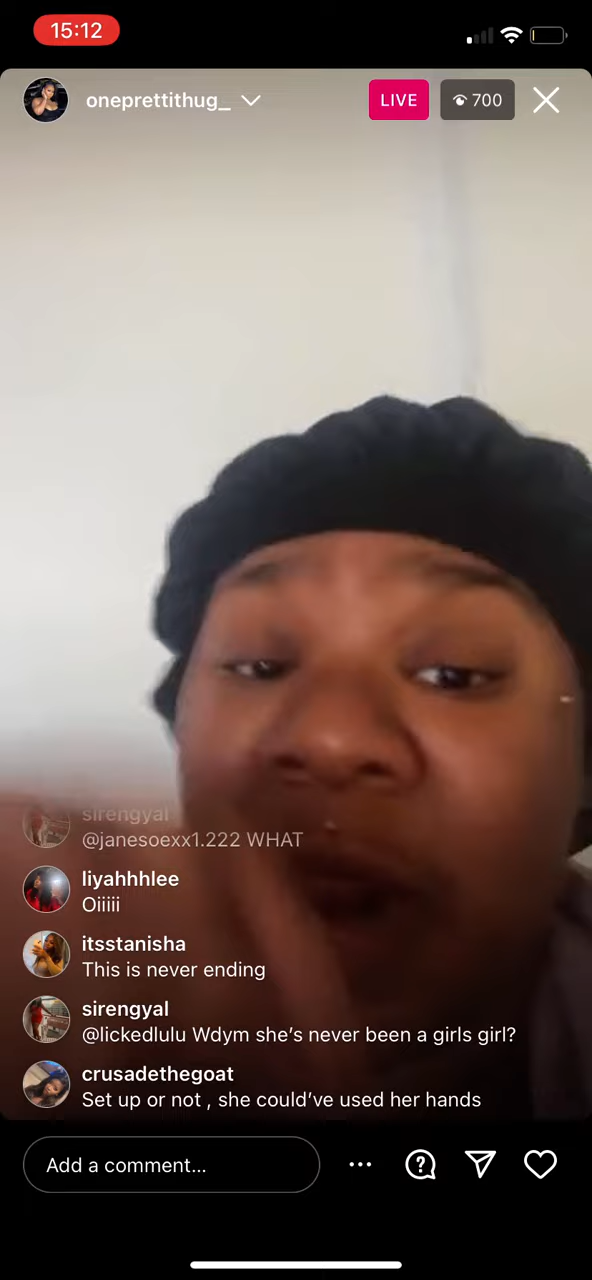 15:12
oneprettithug_
LIVE
700
sirengyal
@janesoexx1.222 WHAT
liyahhhlee
Oiiiii
itsstanisha
This is never ending
sirengyal
@lickedlulu Wdym she’s never been a girls girl?
crusadethegoat
Set up or not , she could’ve used her hands
Add a comment...